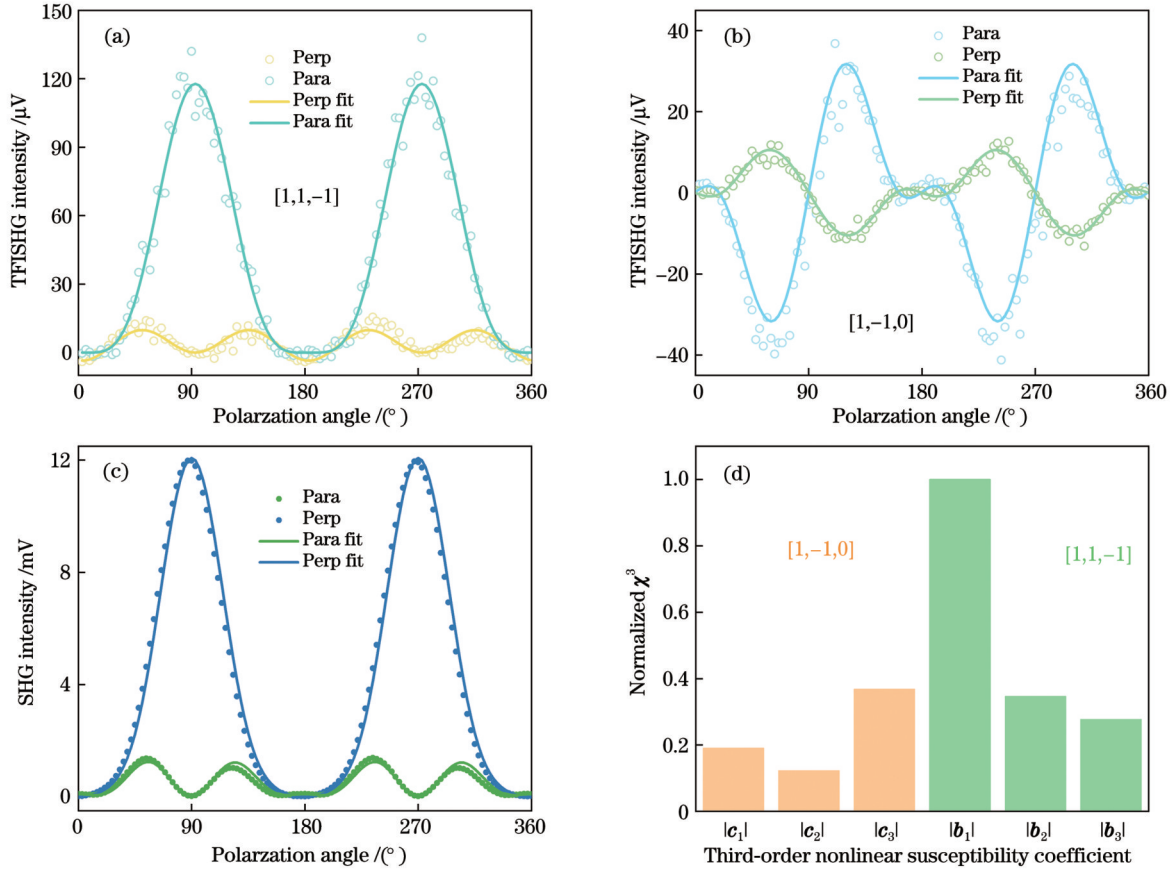 (a)
Perp
Para
Perp fit
Para fit
[1,1,−1]
150
120
90
60
30
0
TFISHG intensity /μV
0
90
180
270
360
Polarzation angle /(° )
(b)
Para
Perp
Para fit
Perp fit
[1,−1,0]
40
20
0
−20
−40
TFISHG intensity /μV
0
90
180
270
360
Polarzation angle /(° )
(c)
Para
Perp
Para fit
Perp fit
12
8
4
0
SHG intensity /mV
0
90
180
270
360
Polarzation angle /(° )
(d)
[1,−1,0]
[1,1,−1]
1.0
0.8
0.6
0.4
0.2
0
Normalized χ³
|c₁|
|c₂|
|c₃|
|b₁|
|b₂|
|b₃|
Third-order nonlinear susceptibility coefficient